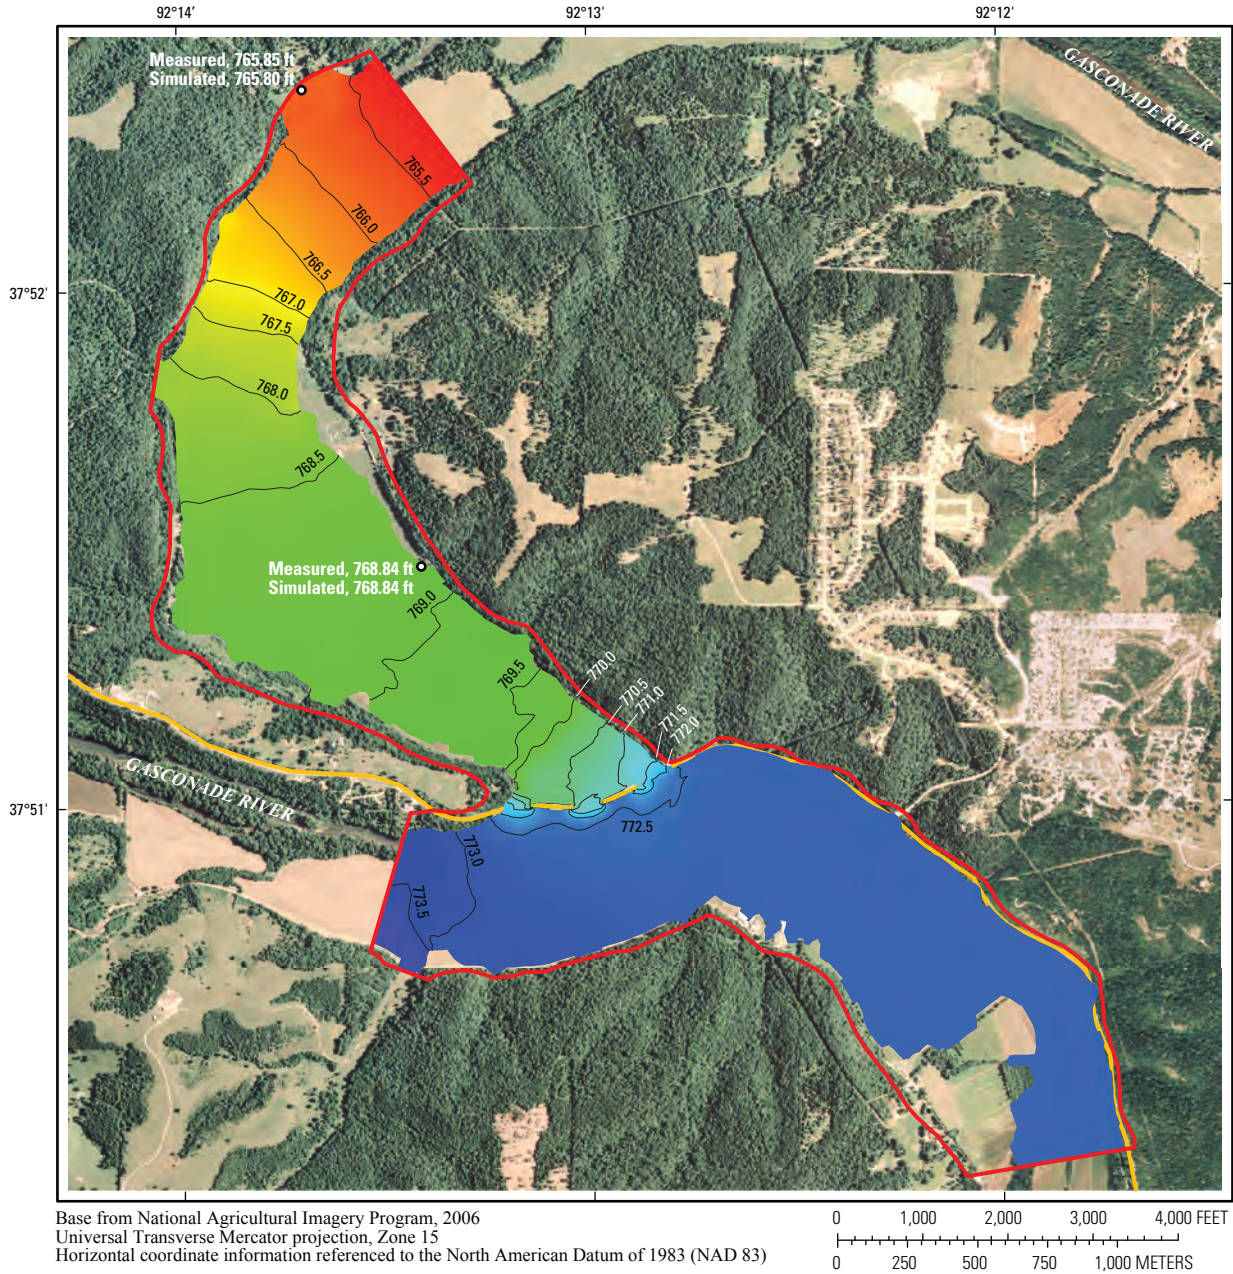 92°14'
92°13'
92°12'
Measured, 765.85 ft
Simulated, 765.80 ft
GASCONADE RIVER
765.5
766.0
766.5
37°52'
767.0
767.5
768.0
768.5
Measured, 768.84 ft
Simulated, 768.84 ft
769.0
769.5
770.0
770.5
771.0
771.5
772.0
GASCONADE RIVER
37°51'
772.5
773.0
773.5
Base from National Agricultural Imagery Program, 2006
Universal Transverse Mercator projection, Zone 15
Horizontal coordinate information referenced to the North American Datum of 1983 (NAD 83)
0 1,000 2,000 3,000 4,000 FEET
0 250 500 750 1,000 METERS